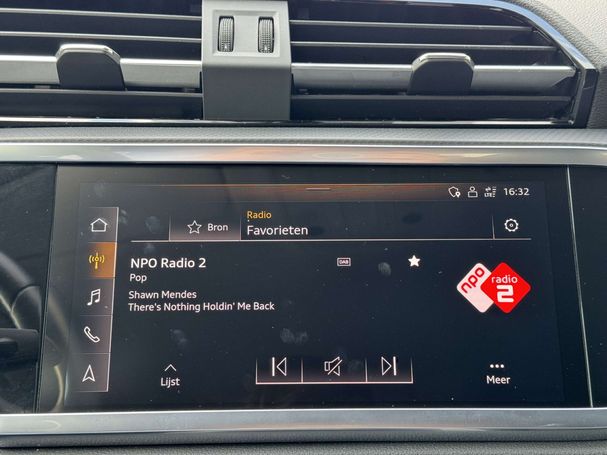 LTE
16:32
Bron
Radio
Favorieten
NPO Radio 2
DAB
Pop
Shawn Mendes
There's Nothing Holdin' Me Back
npo
radio
2
Lijst
Meer